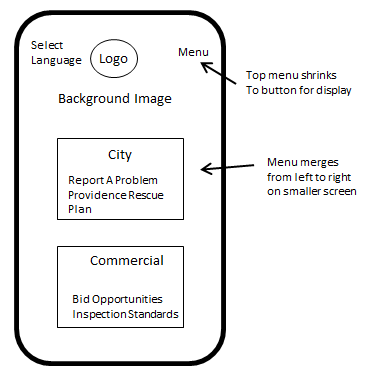 Select
Language
Logo
Menu
Background Image
City
Report A Problem
Providence Rescue
Plan
Commercial
Bid Opportunities
Inspection Standards
Top menu shrinks
To button for display
Menu merges
from left to right
on smaller screen